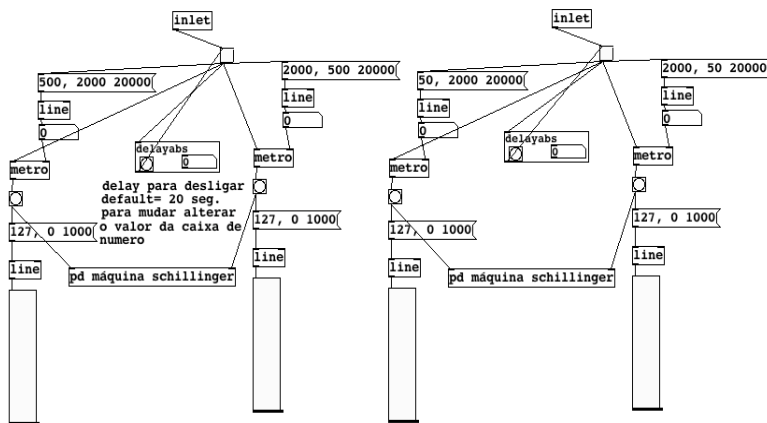 inlet
500, 2000 20000
2000, 500 20000
line
line
0
0
delayabs
0
metro
metro
delay para desligar
default= 20 seg.
para mudar alterar
o valor da caixa de
numero
127, 0 1000
127, 0 1000
line
line
pd máquina schillinger
inlet
50, 2000 20000
2000, 50 20000
line
line
0
0
delayabs
0
metro
metro
127, 0 1000
127, 0 1000
line
line
pd máquina schillinger